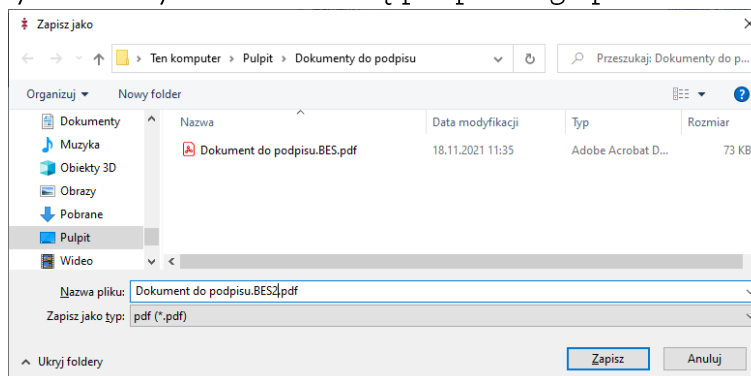 Zapisz jako
Ten komputer › Pulpit › Dokumenty do podpisu
Przeszukaj: Dokumenty do p...
Organizuj
Nowy folder
Dokumenty
Muzyka
Obiekty 3D
Obrazy
Pobrane
Pulpit
Wideo
Nazwa Data modyfikacji Typ Rozmiar
Dokument do podpisu.BES.pdf 18.11.2021 11:35 Adobe Acrobat D... 73 KB
Nazwa pliku: Dokument do podpisu.BES2.pdf
Zapisz jako typ: pdf (*.pdf)
Ukryj foldery
Zapisz
Anuluj